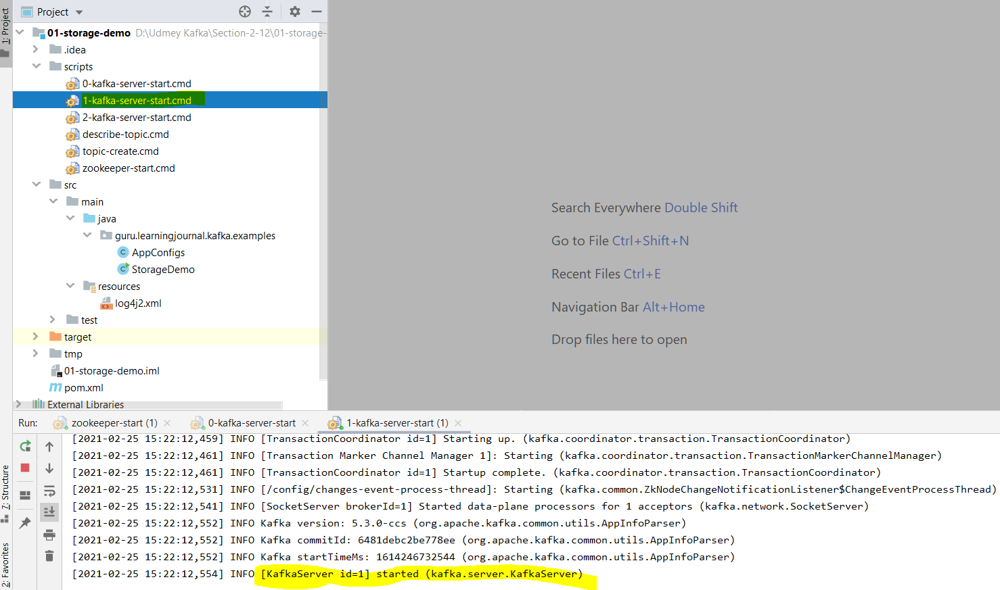 Project
01-storage-demo D:\Udmey Kafka\Section-2-12\01-storage-
.idea
scripts
0-kafka-server-start.cmd
1-kafka-server-start.cmd
2-kafka-server-start.cmd
describe-topic.cmd
topic-create.cmd
zookeeper-start.cmd
src
main
java
guru.learningjournal.kafka.examples
AppConfigs
StorageDemo
resources
log4j2.xml
test
target
tmp
01-storage-demo.iml
pom.xml
External Libraries
1: Project
7: Structure
2: Favorites
Search Everywhere Double Shift
Go to File Ctrl+Shift+N
Recent Files Ctrl+E
Navigation Bar Alt+Home
Drop files here to open
Run: zookeeper-start (1) 0-kafka-server-start 1-kafka-server-start (1)
[2021-02-25 15:22:12,459] INFO [TransactionCoordinator id=1] Starting up. (kafka.coordinator.transaction.TransactionCoordinator)
[2021-02-25 15:22:12,461] INFO [Transaction Marker Channel Manager 1]: Starting (kafka.coordinator.transaction.TransactionMarkerChannelManager)
[2021-02-25 15:22:12,461] INFO [TransactionCoordinator id=1] Startup complete. (kafka.coordinator.transaction.TransactionCoordinator)
[2021-02-25 15:22:12,531] INFO [/config/changes-event-process-thread]: Starting (kafka.common.ZkNodeChangeNotificationListener$ChangeEventProcessThread)
[2021-02-25 15:22:12,541] INFO [SocketServer brokerId=1] Started data-plane processors for 1 acceptors (kafka.network.SocketServer)
[2021-02-25 15:22:12,552] INFO Kafka version: 5.3.0-ccs (org.apache.kafka.common.utils.AppInfoParser)
[2021-02-25 15:22:12,552] INFO Kafka commitId: 6481debc2be778ee (org.apache.kafka.common.utils.AppInfoParser)
[2021-02-25 15:22:12,552] INFO Kafka startTimeMs: 1614246732544 (org.apache.kafka.common.utils.AppInfoParser)
[2021-02-25 15:22:12,554] INFO [KafkaServer id=1] started (kafka.server.KafkaServer)